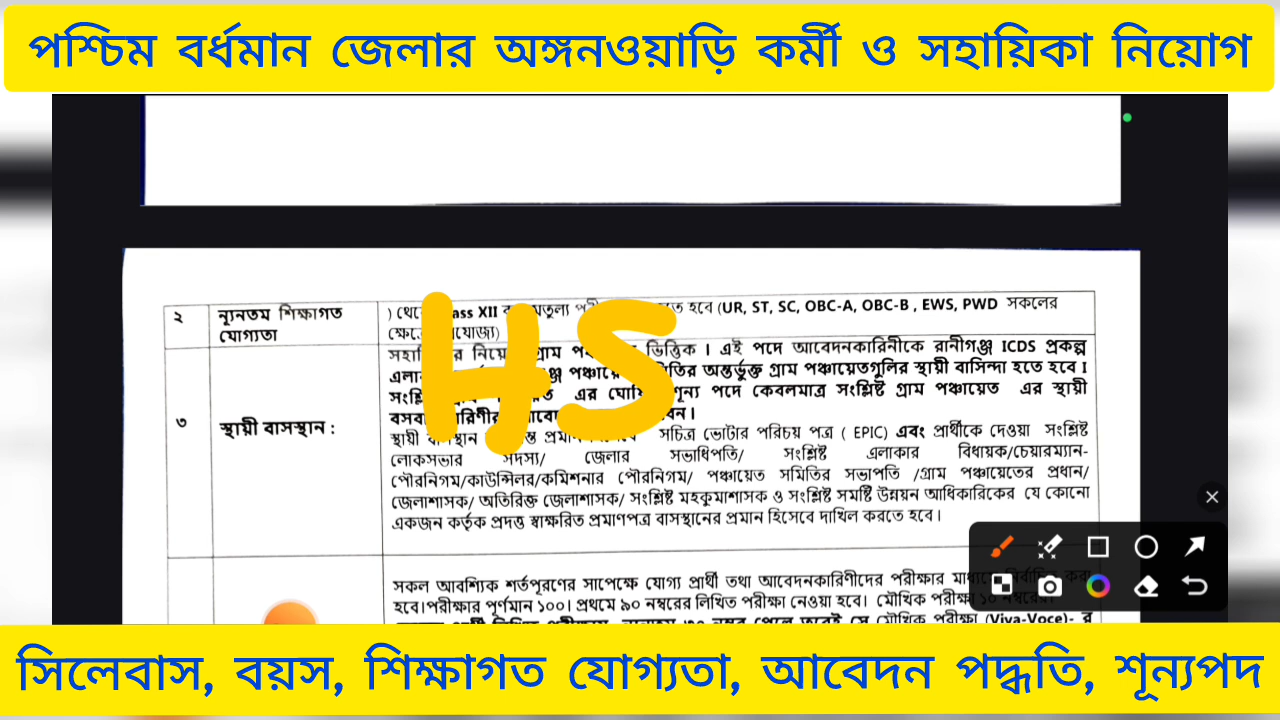 পশ্চিম বর্ধমান জেলার অঙ্গনওয়াড়ি কর্মী ও সহায়িকা নিয়োগ
২ ন্যূনতম শিক্ষাগত যোগ্যতা
XII হবে (UR, ST, SC, OBC-A, OBC-B , EWS, PWD সকলের
HS
৩ স্থায়ী বাসস্থান :
গ্রাম ভিত্তিক । এই পদে আবেদনকারিনীকে রানীগঞ্জ ICDS প্রকল্প
অন্তর্ভুক্ত গ্রাম পঞ্চায়েতগুলির স্থায়ী বাসিন্দা হতে হবে I
এর শূন্য পদে কেবলমাত্র সংশ্লিষ্ট গ্রাম পঞ্চায়েত এর স্থায়ী
স্থায়ী সচিত্র ভোটার পরিচয় পত্র ( EPIC) এবং প্রার্থীকে দেওয়া সংশ্লিষ্ট
লোকসভার সদস্য/ জেলার সভাধিপতি/ সংশ্লিষ্ট এলাকার বিধায়ক/চেয়ারম্যান-
পৌরনিগম/কাউন্সিলর/কমিশনার পৌরনিগম/ পঞ্চায়েত সমিতির সভাপতি /গ্রাম পঞ্চায়েতের প্রধান/
জেলাশাসক/ অতিরিক্ত জেলাশাসক/ সংশ্লিষ্ট মহকুমাশাসক ও সংশ্লিষ্ট সমষ্টি উন্নয়ন আধিকারিকের যে কোনো
একজন কর্তৃক প্রদত্ত স্বাক্ষরিত প্রমাণপত্র বাসস্থানের প্রমান হিসেবে দাখিল করতে হবে।
সকল আবশ্যিক শর্তপূরণের সাপেক্ষে যোগ্য প্রার্থী তথা আবেদনকারিণীদের পরীক্ষার মাধ্যমে নির্বাচিত করা
হবে।পরীক্ষার পূর্ণমান ১০০। প্রথমে ৯০ নম্বরের লিখিত পরীক্ষা নেওয়া হবে। মৌখিক পরীক্ষা ১০ নম্বরের।
মৌখিক পরীক্ষা (Viva-Voce)- র
সিলেবাস, বয়স, শিক্ষাগত যোগ্যতা, আবেদন পদ্ধতি, শূন্যপদ